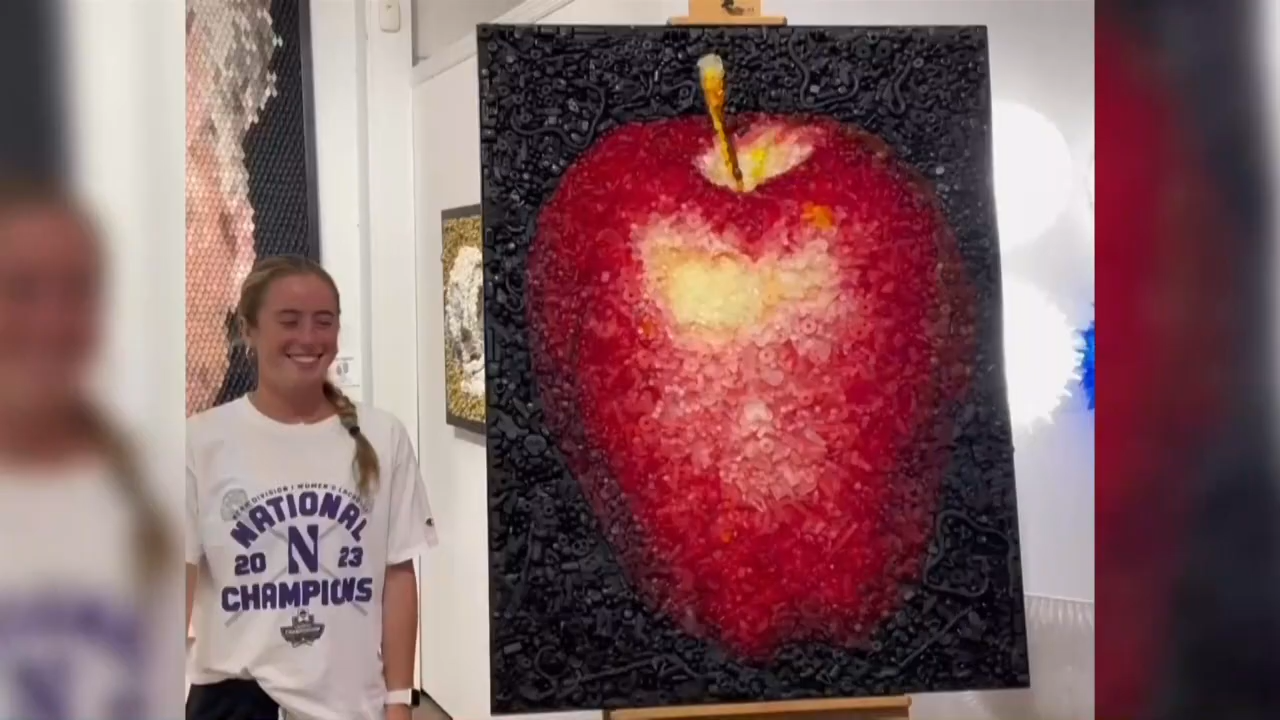 DIVISION I WOMEN'S LACROSSE
NATIONAL
20 N 23
CHAMPIONS